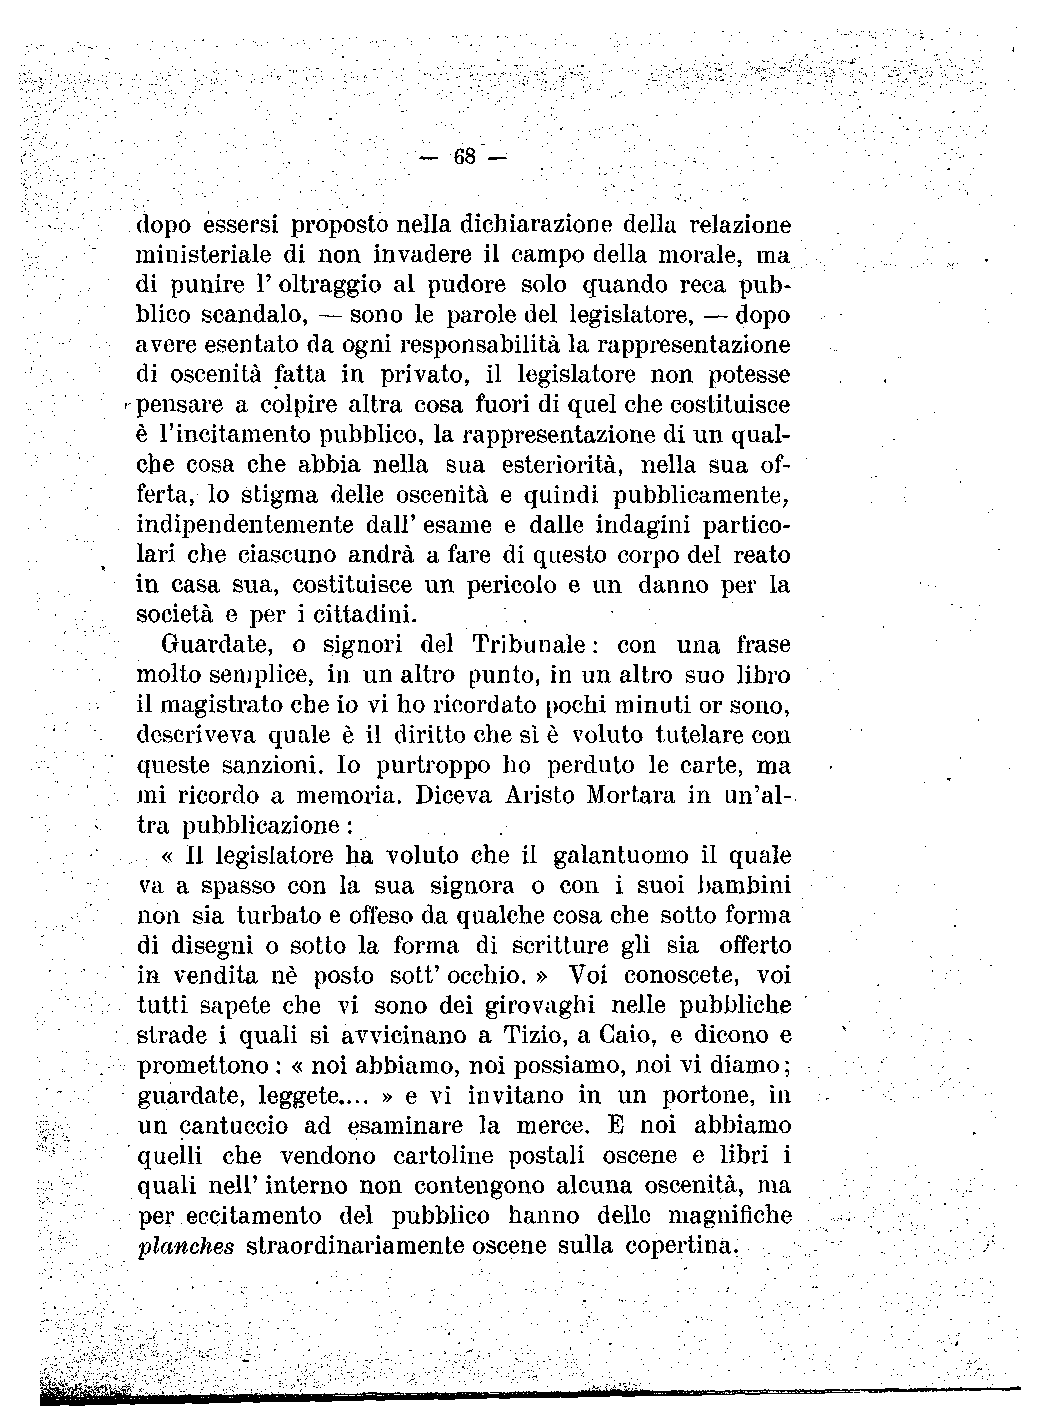 — 68 —
dopo essersi proposto nella dichiarazione della relazione
ministeriale di non invadere il campo della morale, ma
di punire l' oltraggio al pudore solo quando reca pub-
blico scandalo, — sono le parole del legislatore, — dopo
avere esentato da ogni responsabilità la rappresentazione
di oscenità fatta in privato, il legislatore non potesse
pensare a colpire altra cosa fuori di quel che costituisce
è l'incitamento pubblico, la rappresentazione di un qual-
che cosa che abbia nella sua esteriorità, nella sua of-
ferta, lo stigma delle oscenità e quindi pubblicamente,
indipendentemente dall' esame e dalle indagini partico-
lari che ciascuno andrà a fare di questo corpo del reato
in casa sua, costituisce un pericolo e un danno per la
società e per i cittadini.
Guardate, o signori del Tribunale : con una frase
molto semplice, in un altro punto, in un altro suo libro
il magistrato che io vi ho ricordato pochi minuti or sono,
descriveva quale è il diritto che si è voluto tutelare con
queste sanzioni. Io purtroppo ho perduto le carte, ma
mi ricordo a memoria. Diceva Aristo Mortara in un'al-
tra pubblicazione :
« Il legislatore ha voluto che il galantuomo il quale
va a spasso con la sua signora o con i suoi bambini
non sia turbato e offeso da qualche cosa che sotto forma
di disegni o sotto la forma di scritture gli sia offerto
in vendita nè posto sott' occhio. » Voi conoscete, voi
tutti sapete che vi sono dei girovaghi nelle pubbliche
strade i quali si avvicinano a Tizio, a Caio, e dicono e
promettono : « noi abbiamo, noi possiamo, noi vi diamo ;
guardate, leggete.... » e vi invitano in un portone, in
un cantuccio ad esaminare la merce. E noi abbiamo
quelli che vendono cartoline postali oscene e libri i
quali nell' interno non contengono alcuna oscenità, ma
per eccitamento del pubblico hanno delle magnifiche
planches straordinariamente oscene sulla copertina.